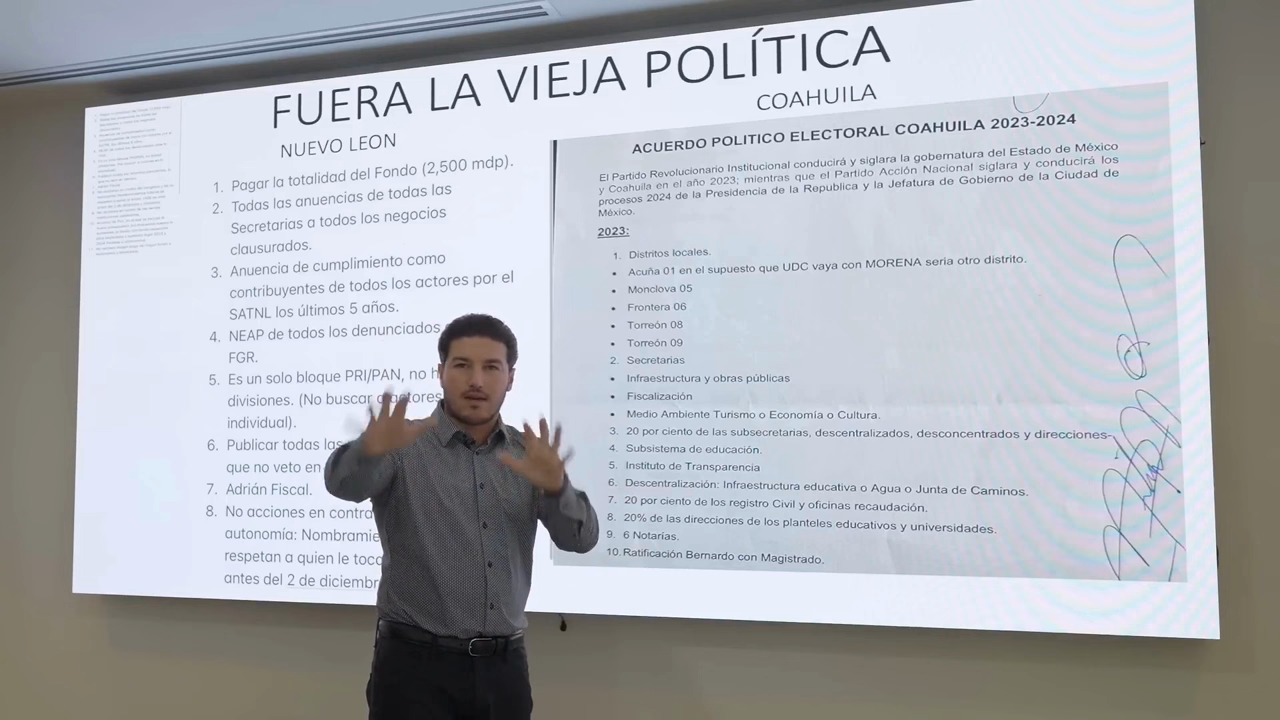 FUERA LA VIEJA POLÍTICA
NUEVO LEON
1. Pagar la totalidad del Fondo (2,500 mdp).
2. Todas las anuencias de todas las
Secretarias a todos los negocios
clausurados.
3. Anuencia de cumplimiento como
contribuyentes de todos los actores por el
SATNL los últimos 5 años.
4. NEAP de todos los denunciados
FGR.
5. Es un solo bloque PRI/PAN, no
divisiones. (No buscar actores
individual).
6. Publicar todas las
que no veto en
7. Adrián Fiscal.
8. No acciones en contra
autonomía:
respetan a quien le
antes del 2 de
COAHUILA
ACUERDO POLITICO ELECTORAL COAHUILA 2023-2024
El Partido Revolucionario Institucional conducirá y siglara la gobernatura del Estado de México
y Coahuila en el año 2023; mientras que el Partido Acción Nacional siglara y conducirá los
procesos 2024 de la Presidencia de la Republica y la Jefatura de Gobierno de la Ciudad de
México.
2023:
1. Distritos locales.
• Acuña 01 en el supuesto que UDC vaya con MORENA seria otro distrito.
• Monclova 05
• Frontera 06
• Torreón 08
• Torreón 09
2. Secretarias
• Infraestructura y obras públicas
• Fiscalización
• Medio Ambiente Turismo o Economía o Cultura.
3. 20 por ciento de las subsecretarias, descentralizados, desconcentrados y direcciones-
4. Subsistema de educación.
5. Instituto de Transparencia
6. Descentralización: Infraestructura educativa o Agua o Junta de Caminos.
7. 20 por ciento de los registro Civil y oficinas recaudación.
8. 20% de las direcciones de los planteles educativos y universidades.
9. 6 Notarías.
10. Ratificación Bernardo con Magistrado.